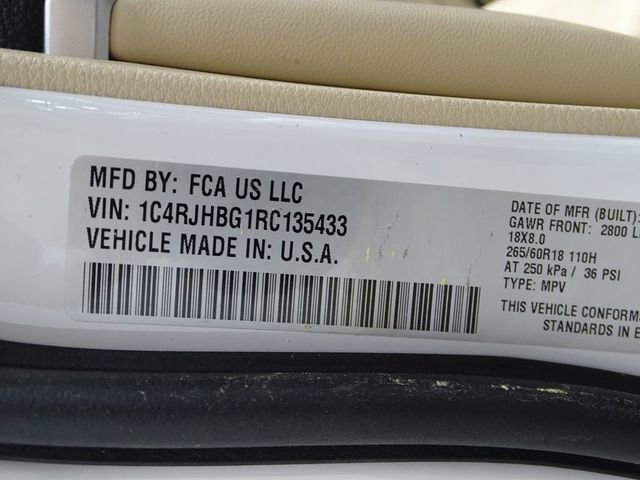 MFD BY: FCA US LLC
VIN: 1C4RJHBG1RC135433
VEHICLE MADE IN: U.S.A.
DATE OF MFR (BUILT):
GAWR FRONT: 2800 L
18X8.0
265/60R18 110H
AT 250 kPa / 36 PSI
TYPE: MPV
THIS VEHICLE CONFORMS
STANDARDS IN E